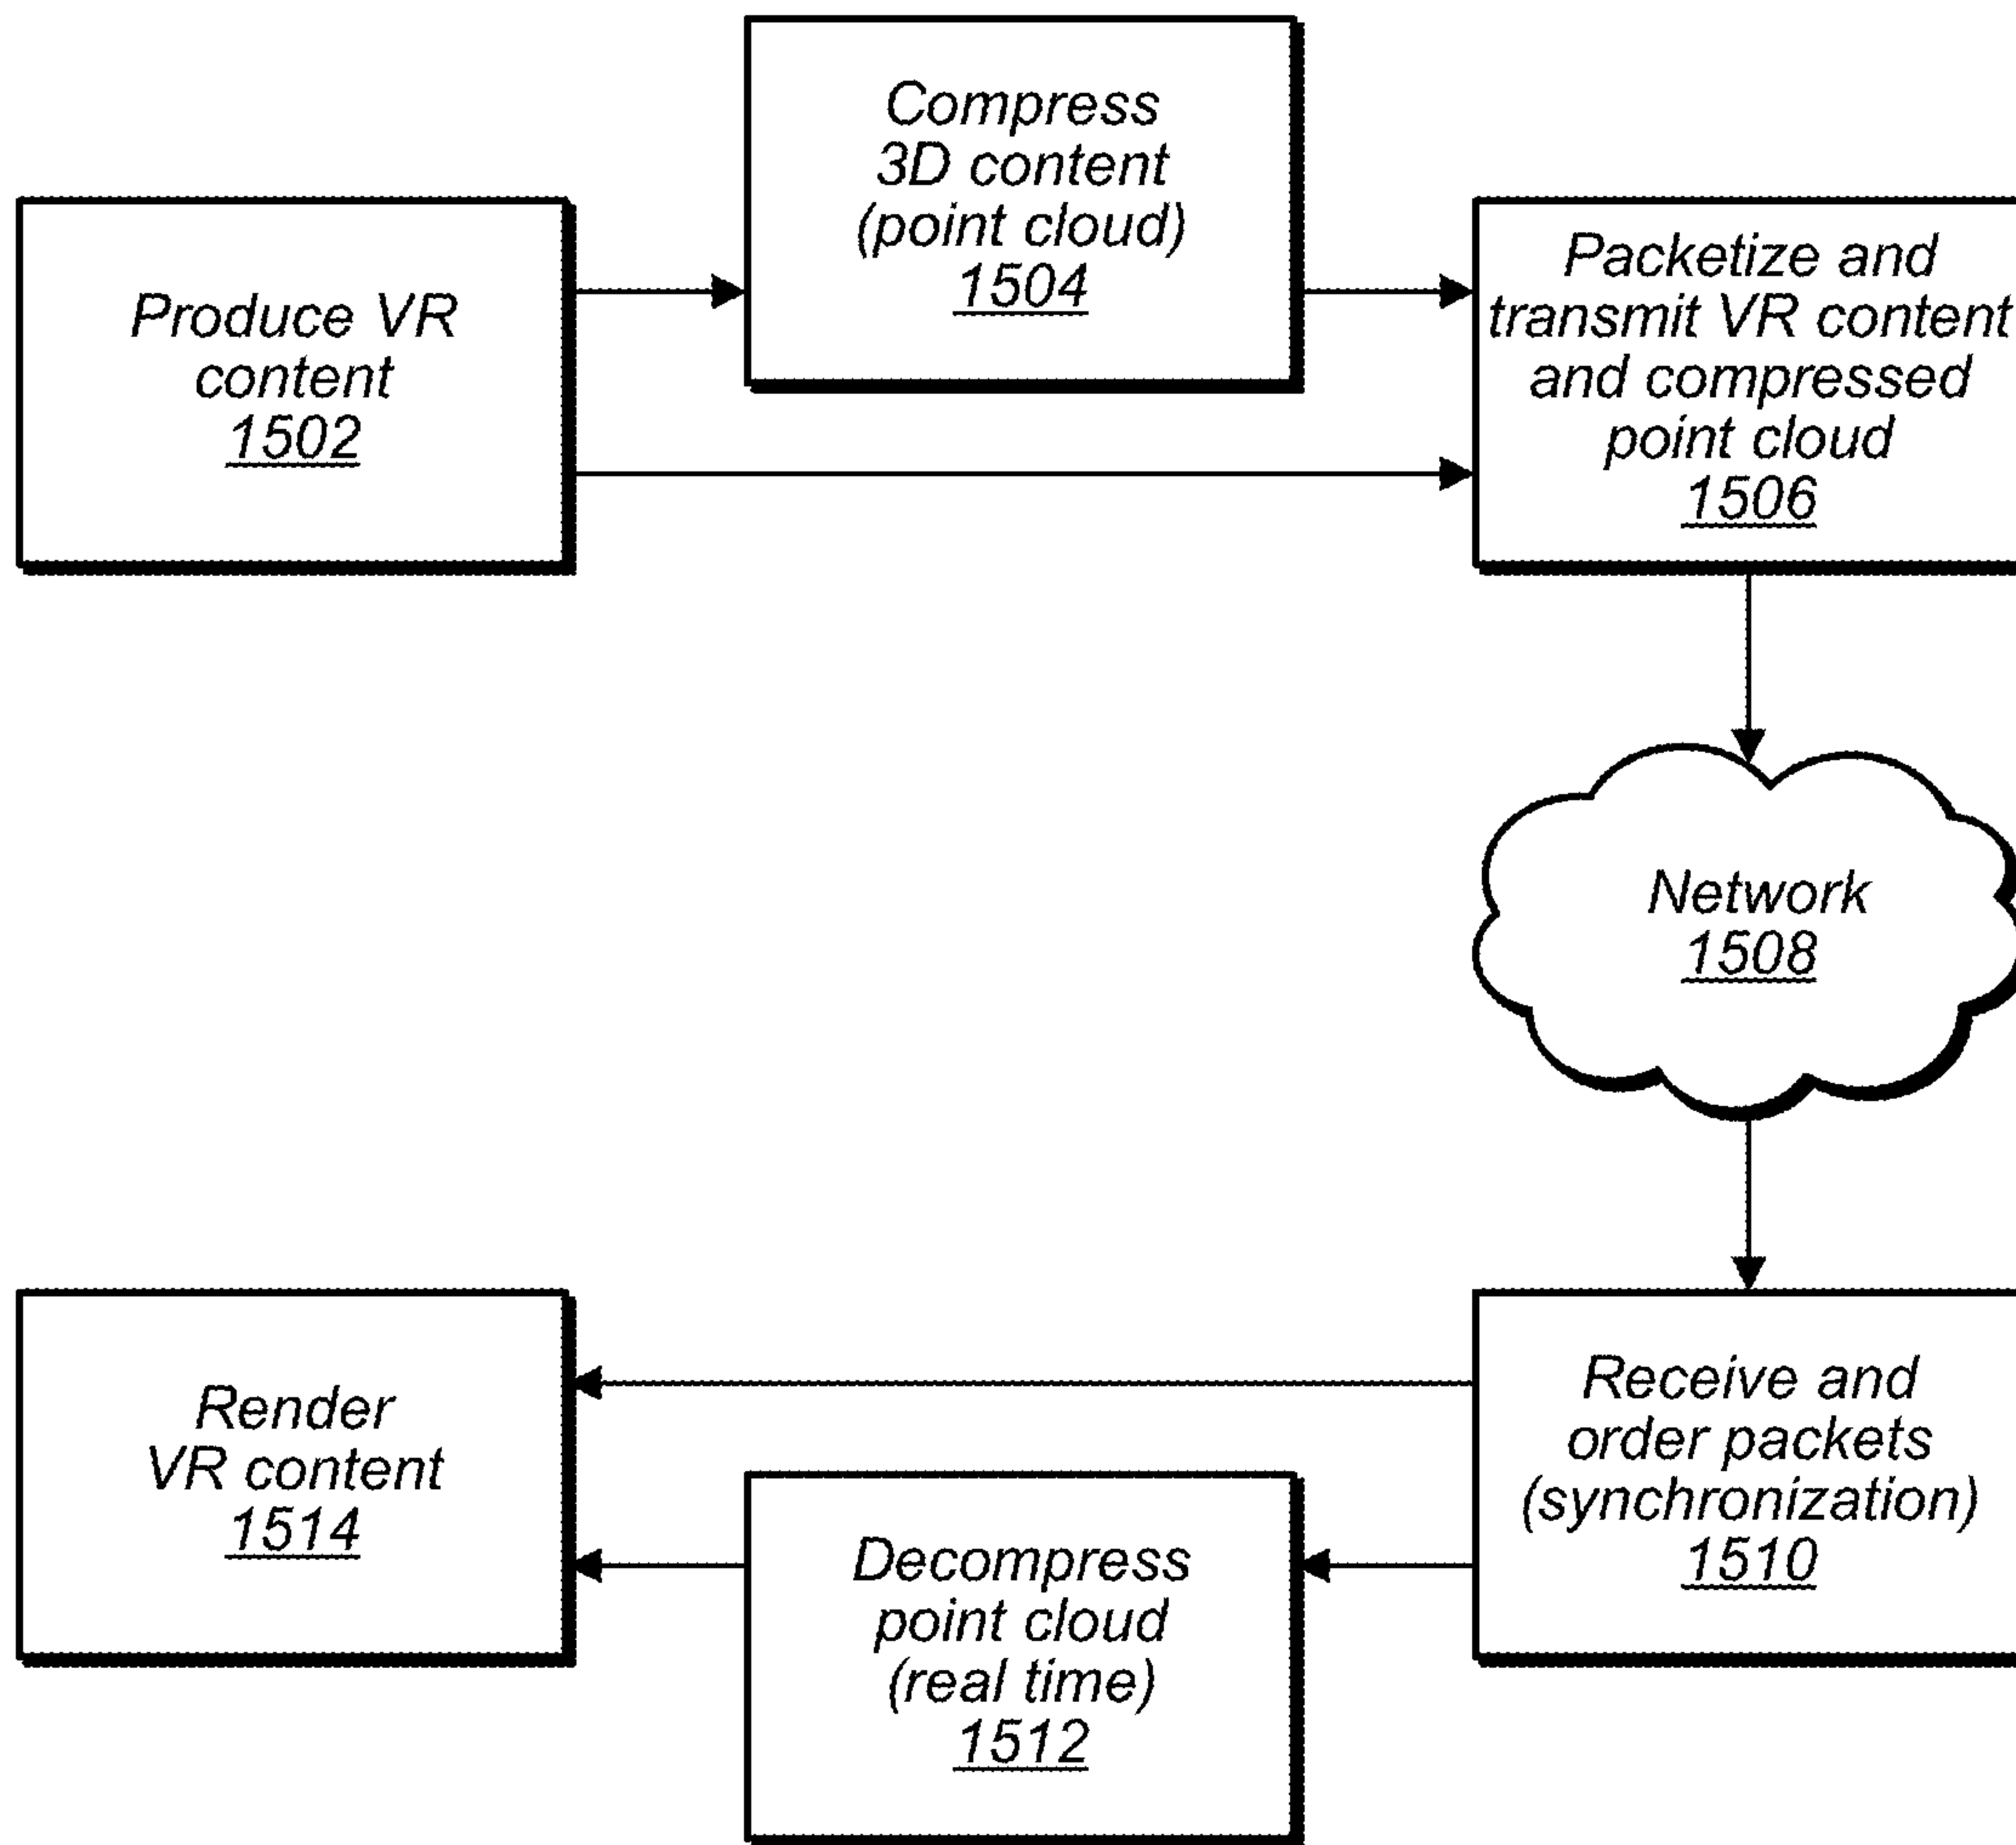 Produce VR
content
1502
Compress
3D content
(point cloud)
1504
Packetize and
transmit VR content
and compressed
point cloud
1506
Network
1508
Receive and
order packets
(synchronization)
1510
Decompress
point cloud
(real time)
1512
Render
VR content
1514